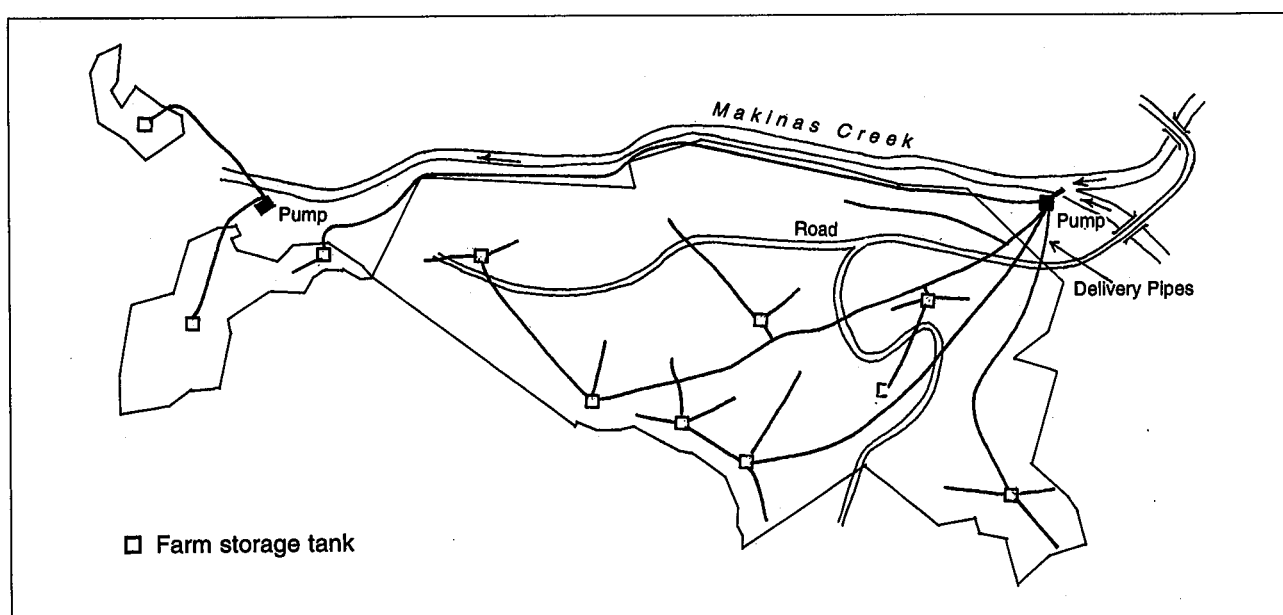 Makinas Creek
Pump
Pump
Road
Delivery Pipes
Farm storage tank